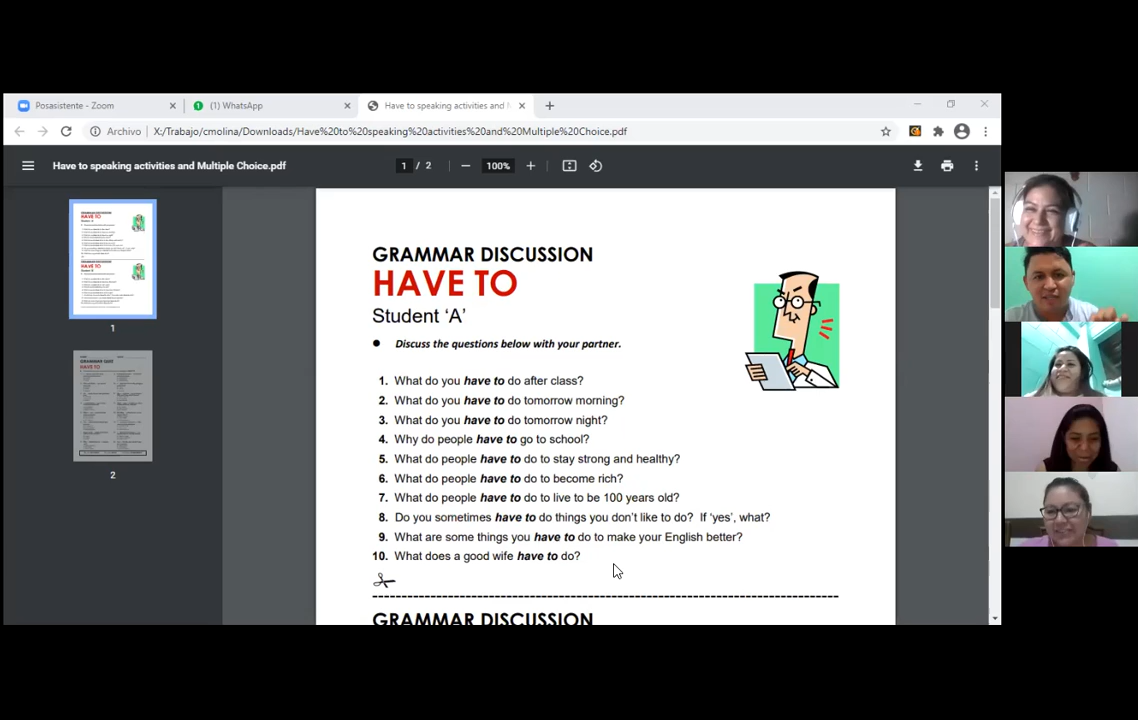 Posasistente - Zoom
(1) WhatsApp
Have to speaking activities and M
Archivo
X:/Trabajo/cmolina/Downloads/Have%20to%20speaking%20activities%20and%20Multiple%20Choice.pdf
Have to speaking activities and Multiple Choice.pdf
1 / 2
100%
GRAMMAR DISCUSSION
HAVE TO
Student ‘A’
Discuss the questions below with your partner.
1. What do you have to do after class?
2. What do you have to do tomorrow morning?
3. What do you have to do tomorrow night?
4. Why do people have to go to school?
5. What do people have to do to stay strong and healthy?
6. What do people have to do to become rich?
7. What do people have to do to live to be 100 years old?
8. Do you sometimes have to do things you don’t like to do? If ‘yes’, what?
9. What are some things you have to do to make your English better?
10. What does a good wife have to do?
GRAMMAR DISCUSSION
1
2